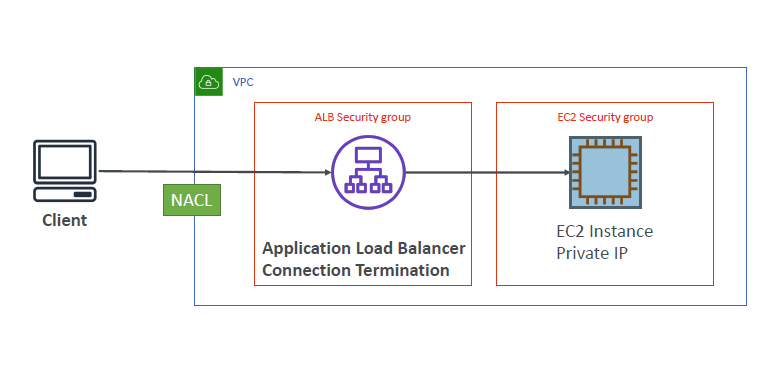 VPC
ALB Security group
EC2 Security group
NACL
Client
Application Load Balancer
Connection Termination
EC2 Instance
Private IP